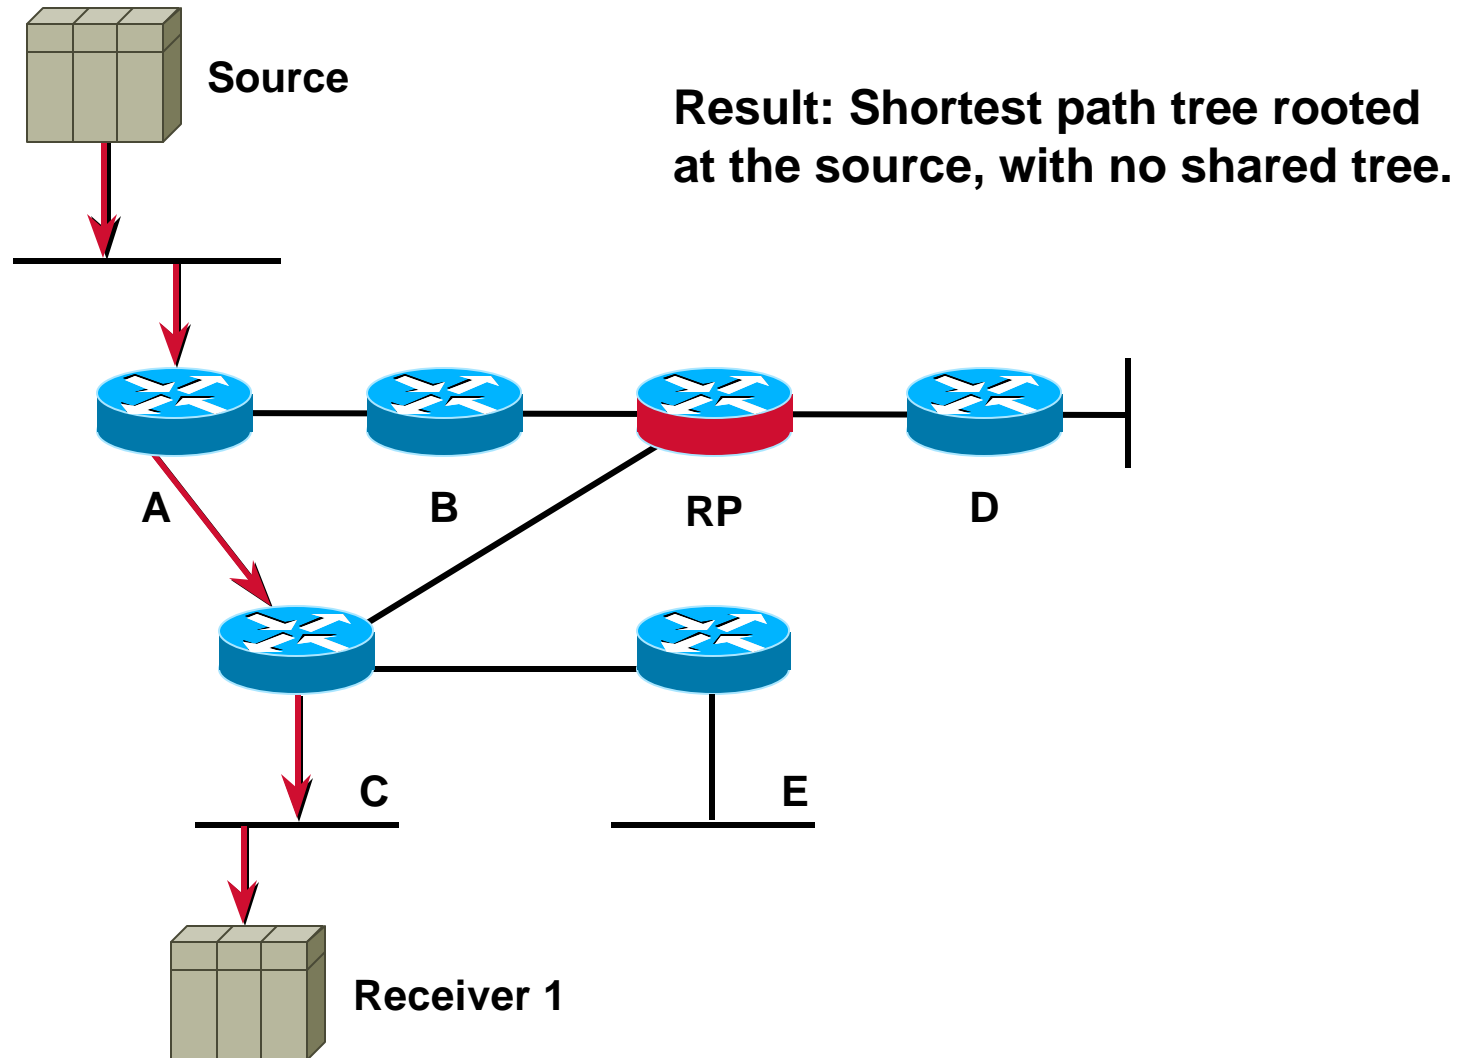 Source
Result: Shortest path tree rooted
at the source, with no shared tree.
A
B
RP
D
C
E
Receiver 1